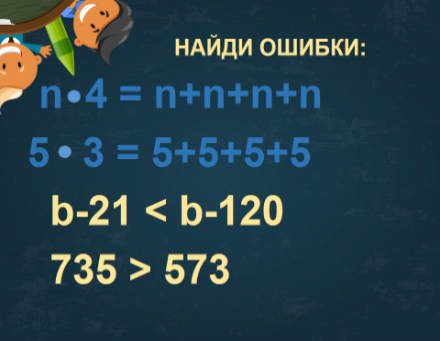 НАЙДИ ОШИБКИ:
n•4 = n+n+n+n
5 • 3 = 5+5+5+5
b-21 < b-120
735 > 573